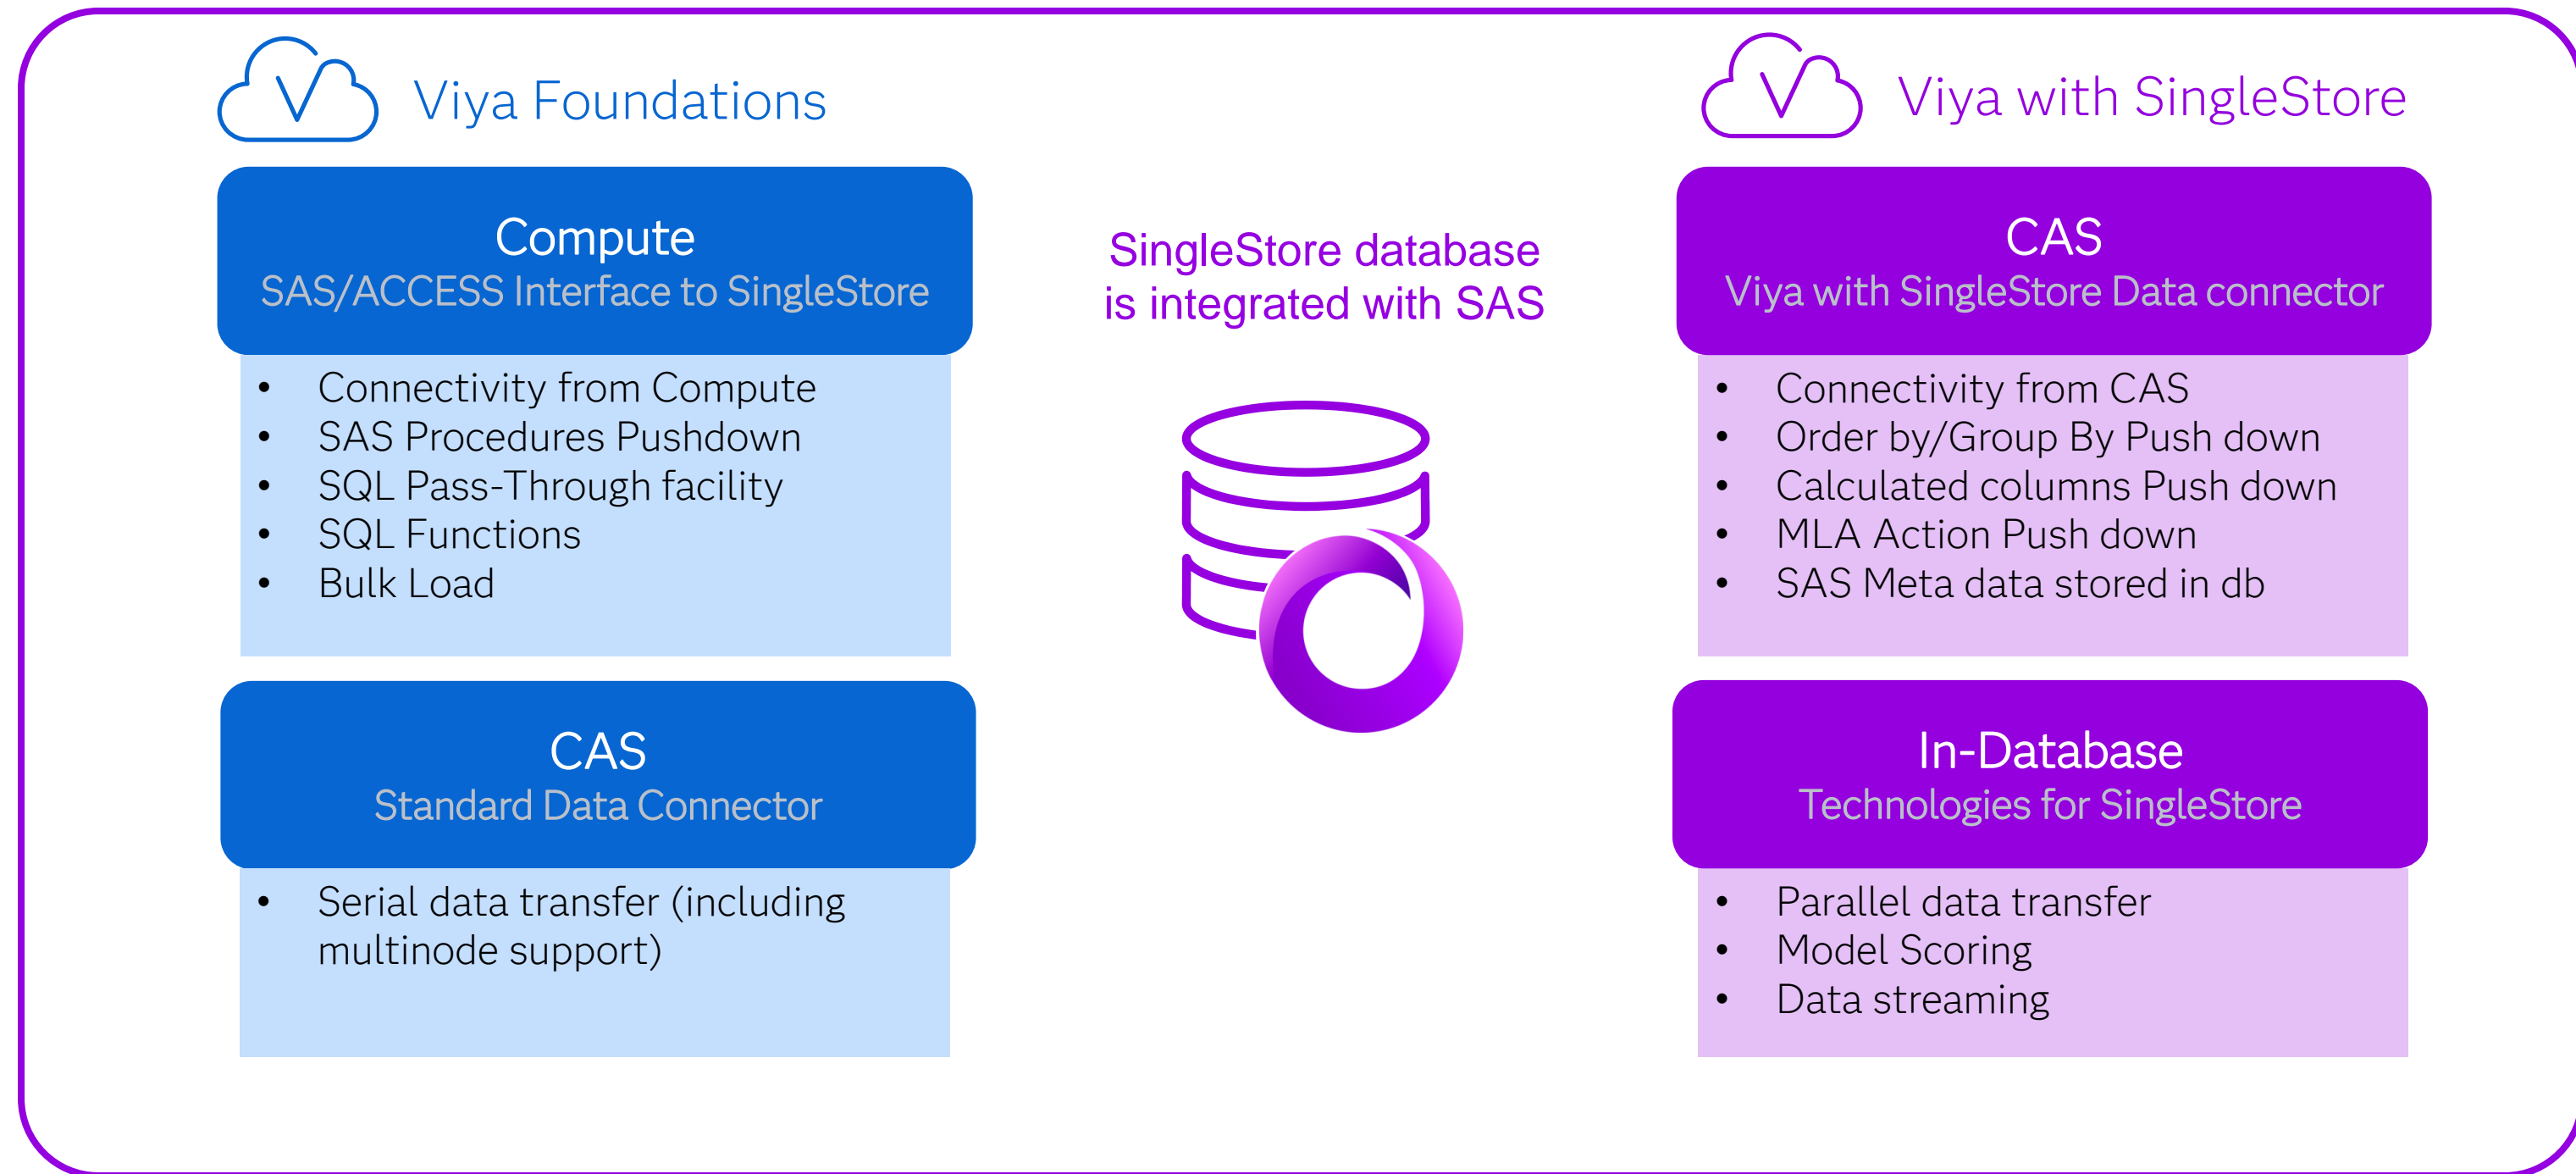 Viya Foundations
Compute
SAS/ACCESS Interface to SingleStore
• Connectivity from Compute
• SAS Procedures Pushdown
• SQL Pass-Through facility
• SQL Functions
• Bulk Load
CAS
Standard Data Connector
• Serial data transfer (including
multinode support)
SingleStore database
is integrated with SAS
Viya with SingleStore
CAS
Viya with SingleStore Data connector
• Connectivity from CAS
• Order by/Group By Push down
• Calculated columns Push down
• MLA Action Push down
• SAS Meta data stored in db
In-Database
Technologies for SingleStore
• Parallel data transfer
• Model Scoring
• Data streaming